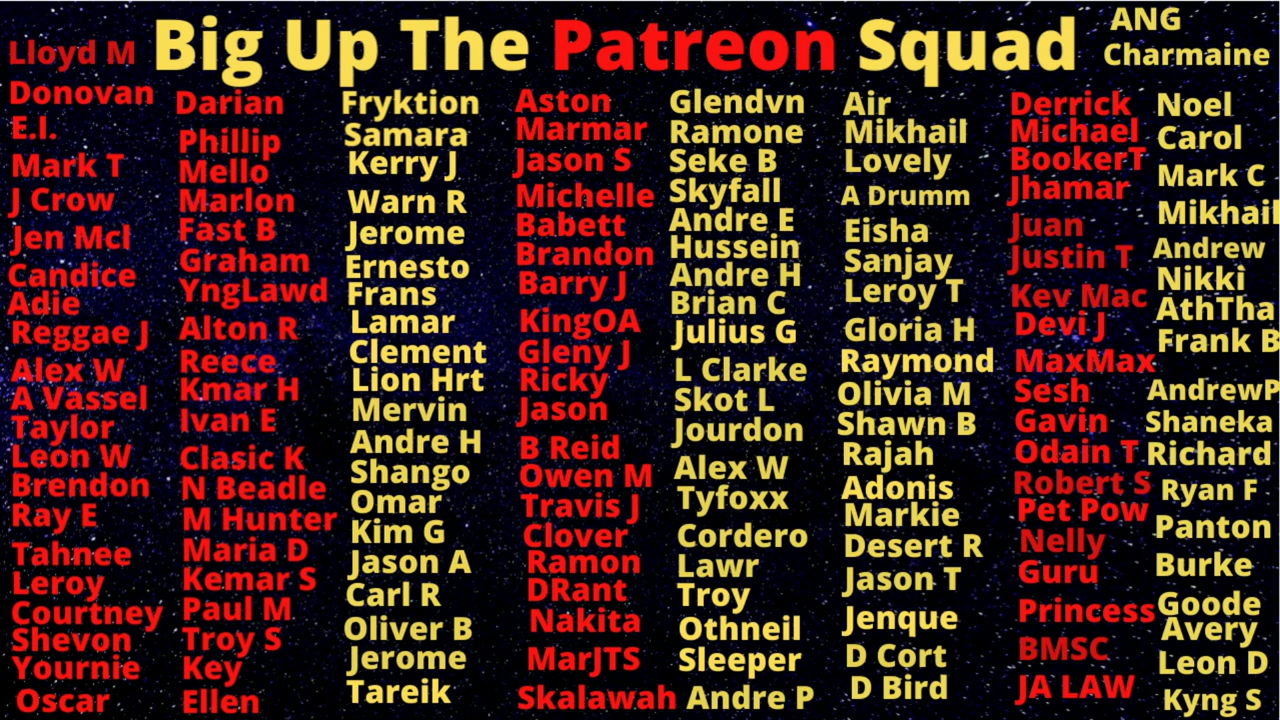 Big Up The Patreon Squad
Lloyd M
Donovan
E.I.
Mark T
J Crow
Jen Mcl
Candice
Adie
Reggae J
Alex W
A Vassel
Taylor
Leon W
Brendon
Ray E
Tahnee
Leroy
Courtney
Shevon
Yournie
Oscar
Darian
Phillip
Mello
Marlon
Fast B
Graham
YngLawd
Alton R
Reece
Kmar H
Ivan E
Clasic K
N Beadle
M Hunter
Maria D
Kemar S
Paul M
Troy S
Key
Ellen
Fryktion
Samara
Kerry J
Warn R
Jerome
Ernesto
Frans
Lamar
Clement
Lion Hrt
Mervin
Andre H
Shango
Omar
Kim G
Jason A
Carl R
Oliver B
Jerome
Tareik
Aston
Marmar
Jason S
Michelle
Babett
Brandon
Barry J
KingOA
Gleny J
Ricky
Jason
B Reid
Owen M
Travis J
Clover
Ramon
DRant
Nakita
MarJTS
Skalawah
Glendvn
Ramone
Seke B
Skyfall
Andre E
Hussein
Andre H
Brian C
Julius G
L Clarke
Skot L
Jourdon
Alex W
Tyfoxx
Cordero
Lawr
Troy
Othneil
Sleeper
Andre P
Air
Mikhail
Lovely
A Drumm
Eisha
Sanjay
Leroy T
Gloria H
Raymond
Olivia M
Shawn B
Rajah
Adonis
Markie
Desert R
Jason T
Jenque
D Cort
D Bird
Derrick
Michael
BookerT
Jhamar
Juan
Justin T
Kev Mac
Devi J
MaxMax
Sesh
Gavin
Odain T
Robert S
Pet Pow
Nelly
Guru
Princess
BMSC
JA LAW
ANG
Charmaine
Noel
Carol
Mark C
Mikhail
Andrew
Nikki
AthTha
Frank B
AndrewP
Shaneka
Richard
Ryan F
Panton
Burke
Goode
Avery
Leon D
Kyng S